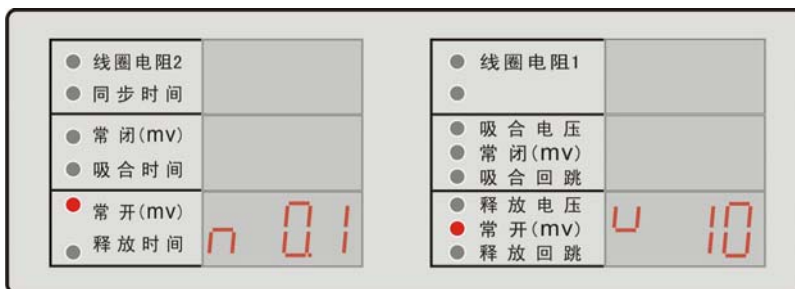 线圈电阻2
同步时间
常闭(mv)
吸合时间
常开(mv)
释放时间
n 0.1
线圈电阻1
吸合电压
常闭(mv)
吸合回跳
释放电压
常开(mv)
释放回跳
u 10